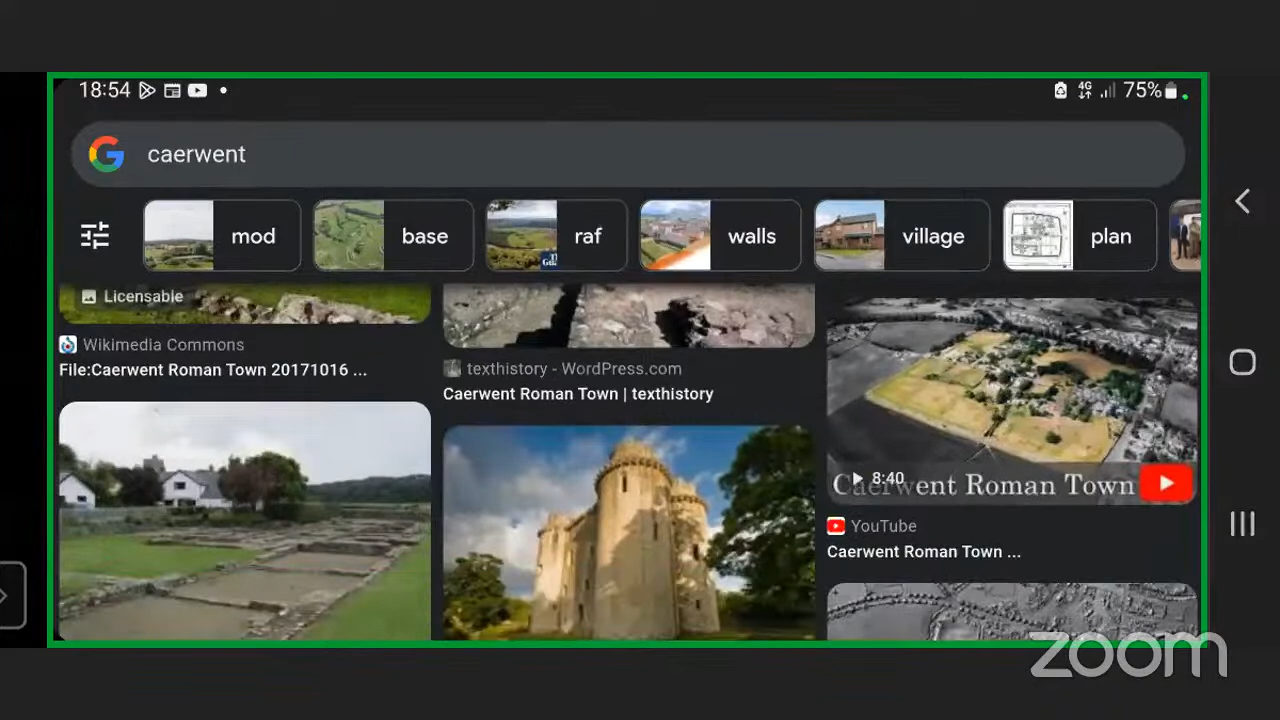 18:54
4G
75%
caerwent
mod
base
raf
walls
village
plan
Licensable
Wikimedia Commons
File:Caerwent Roman Town 20171016 ...
texthistory - WordPress.com
Caerwent Roman Town | texthistory
8:40
Caerwent Roman Town
YouTube
Caerwent Roman Town ...
zoom